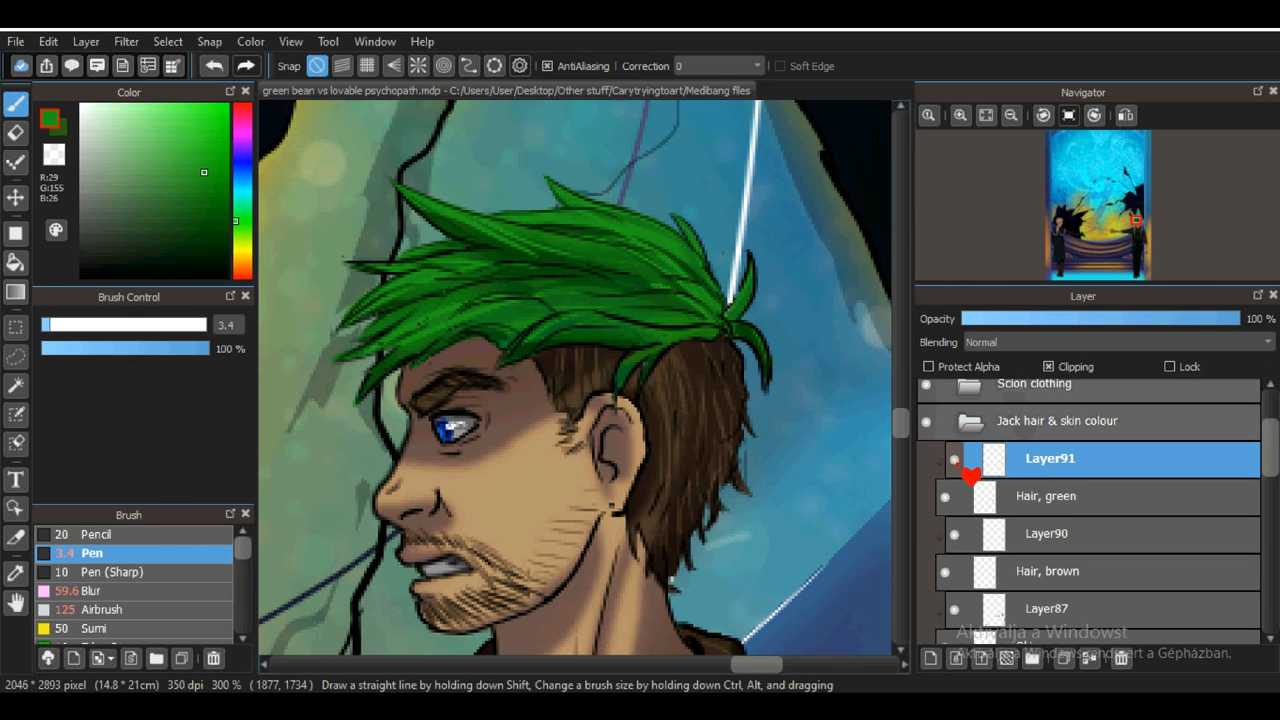 File Edit Layer Filter Select Snap Color View Tool Window Help
Snap AntiAliasing Correction 0 Soft Edge
Color
green bean vs lovable psychopath.mdp - C:/Users/User/Desktop/Other stuff/Carytryingtoart/Medibang files
Navigator
R:29
G:155
B:26
Brush Control
3.4
100 %
Brush
20 Pencil
3.4 Pen
10 Pen (Sharp)
59.6 Blur
125 Airbrush
50 Sumi
Layer
Opacity 100 %
Blending Normal
Protect Alpha Clipping Lock
Scion clothing
Jack hair & skin colour
Layer91
Hair, green
Layer90
Hair, brown
Layer87
Aktiválja a Windowst
Aktiválja a Windows rendszert a Gépházban.
2046 * 2893 pixel (14.8 * 21cm) 350 dpi 300 % ( 1877, 1734 ) Draw a straight line by holding down Shift, Change a brush size by holding down Ctrl, Alt, and dragging